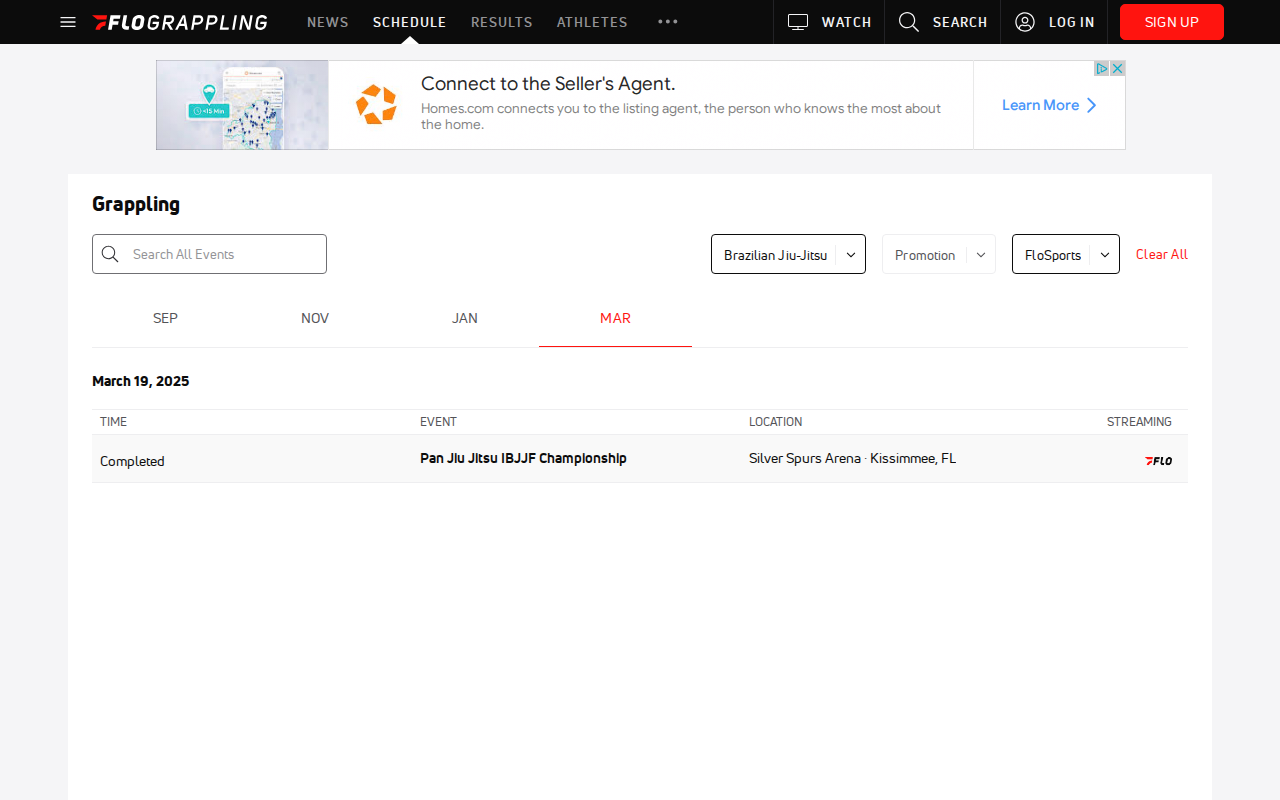 FLOGRAPPLING NEWS SCHEDULE RESULTS ATHLETES WATCH SEARCH LOG IN SIGN UP
+15 Min
Connect to the Seller's Agent.
Homes.com connects you to the listing agent, the person who knows the most about
the home.
Learn More
Grappling
Search All Events Brazilian Jiu-Jitsu Promotion FloSports Clear All
SEP NOV JAN MAR
March 19, 2025
TIME EVENT LOCATION STREAMING
Completed Pan Jiu Jitsu IBJJF Championship Silver Spurs Arena · Kissimmee, FL FLO